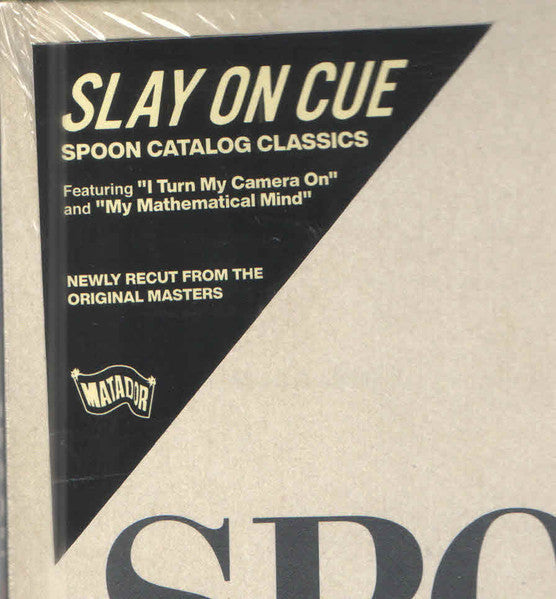 SLAY ON CUE
SPOON CATALOG CLASSICS
Featuring "I Turn My Camera On"
and "My Mathematical Mind"
NEWLY RECUT FROM THE
ORIGINAL MASTERS
MATADOR
SPO